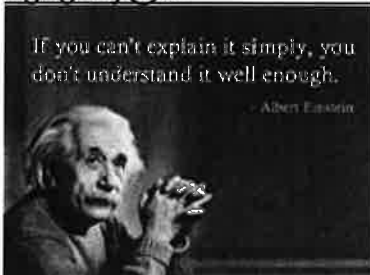 If you can't explain it simply, you
don't understand it well enough.
- Albert Einstein